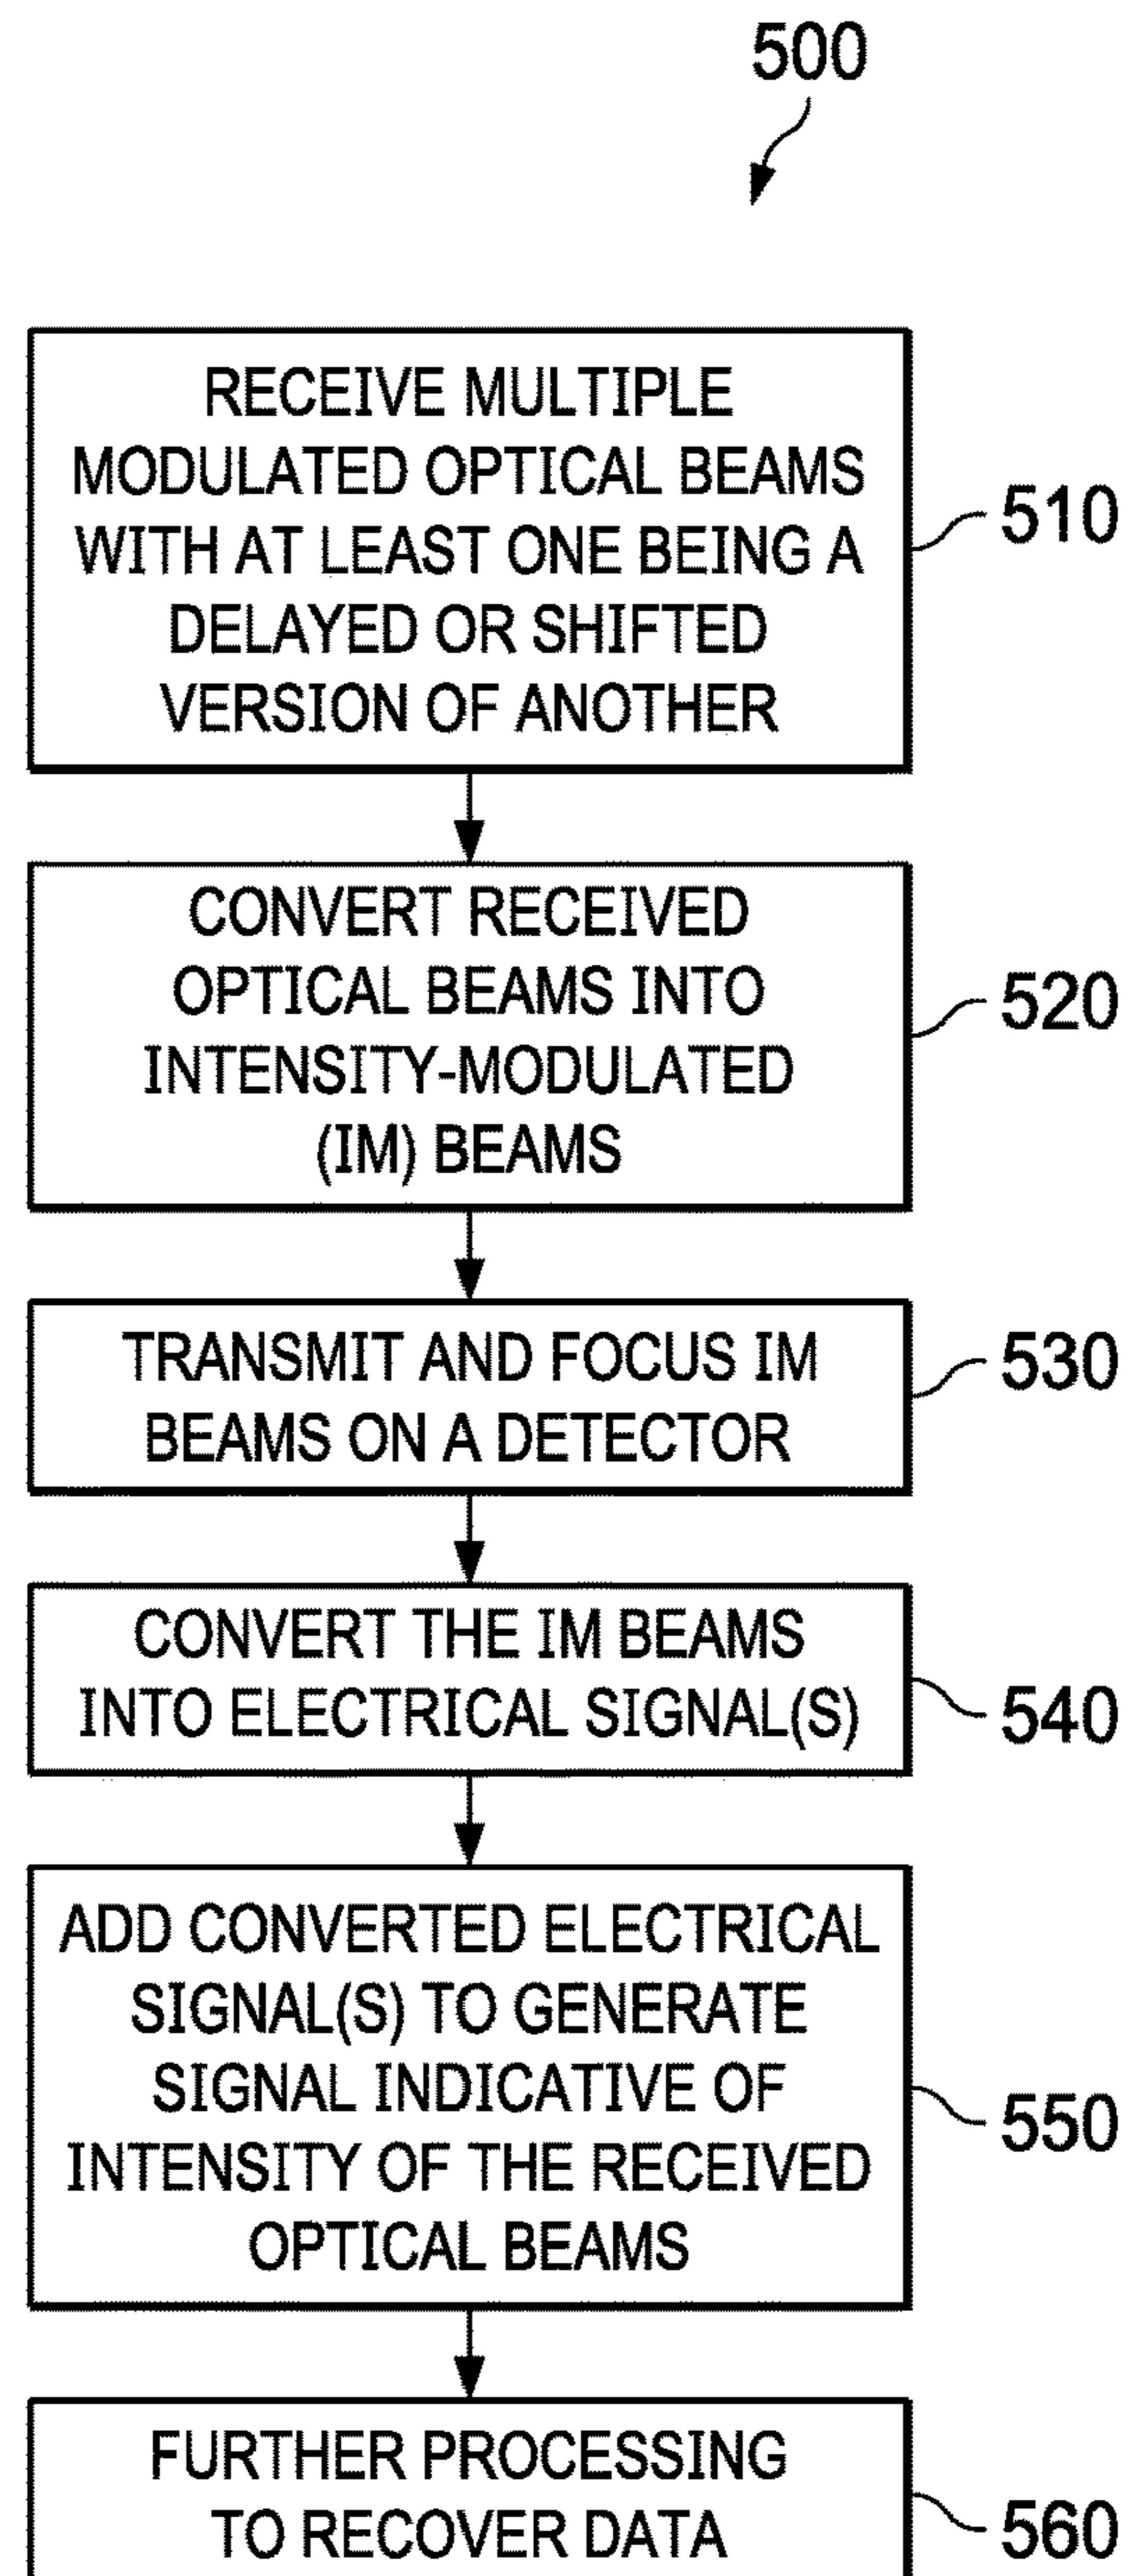 500
RECEIVE MULTIPLE
MODULATED OPTICAL BEAMS
WITH AT LEAST ONE BEING A
DELAYED OR SHIFTED
VERSION OF ANOTHER
510
CONVERT RECEIVED
OPTICAL BEAMS INTO
INTENSITY-MODULATED
(IM) BEAMS
520
TRANSMIT AND FOCUS IM
BEAMS ON A DETECTOR
530
CONVERT THE IM BEAMS
INTO ELECTRICAL SIGNAL(S)
540
ADD CONVERTED ELECTRICAL
SIGNAL(S) TO GENERATE
SIGNAL INDICATIVE OF
INTENSITY OF THE RECEIVED
OPTICAL BEAMS
550
FURTHER PROCESSING
TO RECOVER DATA
560